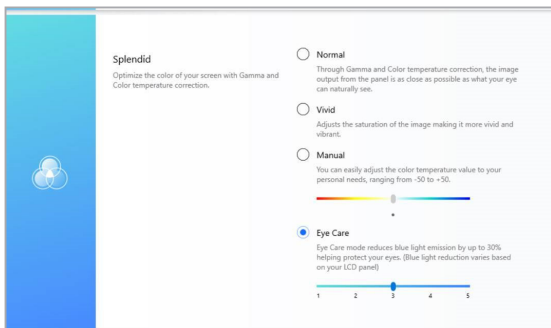 Splendid
Optimize the color of your screen with Gamma and
Color temperature correction.
Normal
Through Gamma and Color temperature correction, the image
output from the panel is as close as possible as what your eye
can naturally see.
Vivid
Adjusts the saturation of the image making it more vivid and
vibrant.
Manual
You can easily adjust the color temperature value to your
personal needs, ranging from -50 to +50.
Eye Care
Eye Care mode reduces blue light emission by up to 30%
helping protect your eyes. (Blue light reduction varies based
on your LCD panel)
1 2 3 4 5